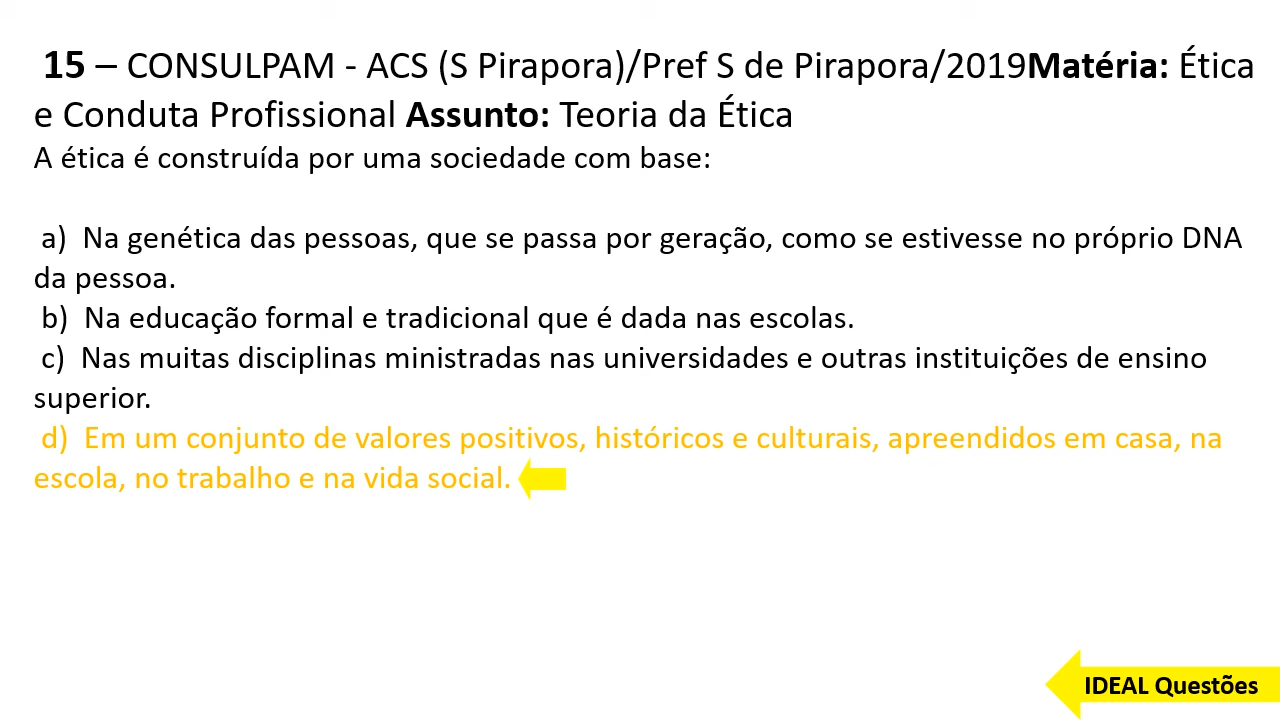 15 – CONSULPAM - ACS (S Pirapora)/Pref S de Pirapora/2019Matéria: Ética
e Conduta Profissional Assunto: Teoria da Ética
A ética é construída por uma sociedade com base:
a) Na genética das pessoas, que se passa por geração, como se estivesse no próprio DNA
da pessoa.
b) Na educação formal e tradicional que é dada nas escolas.
c) Nas muitas disciplinas ministradas nas universidades e outras instituições de ensino
superior.
d) Em um conjunto de valores positivos, históricos e culturais, apreendidos em casa, na
escola, no trabalho e na vida social.
IDEAL Questões